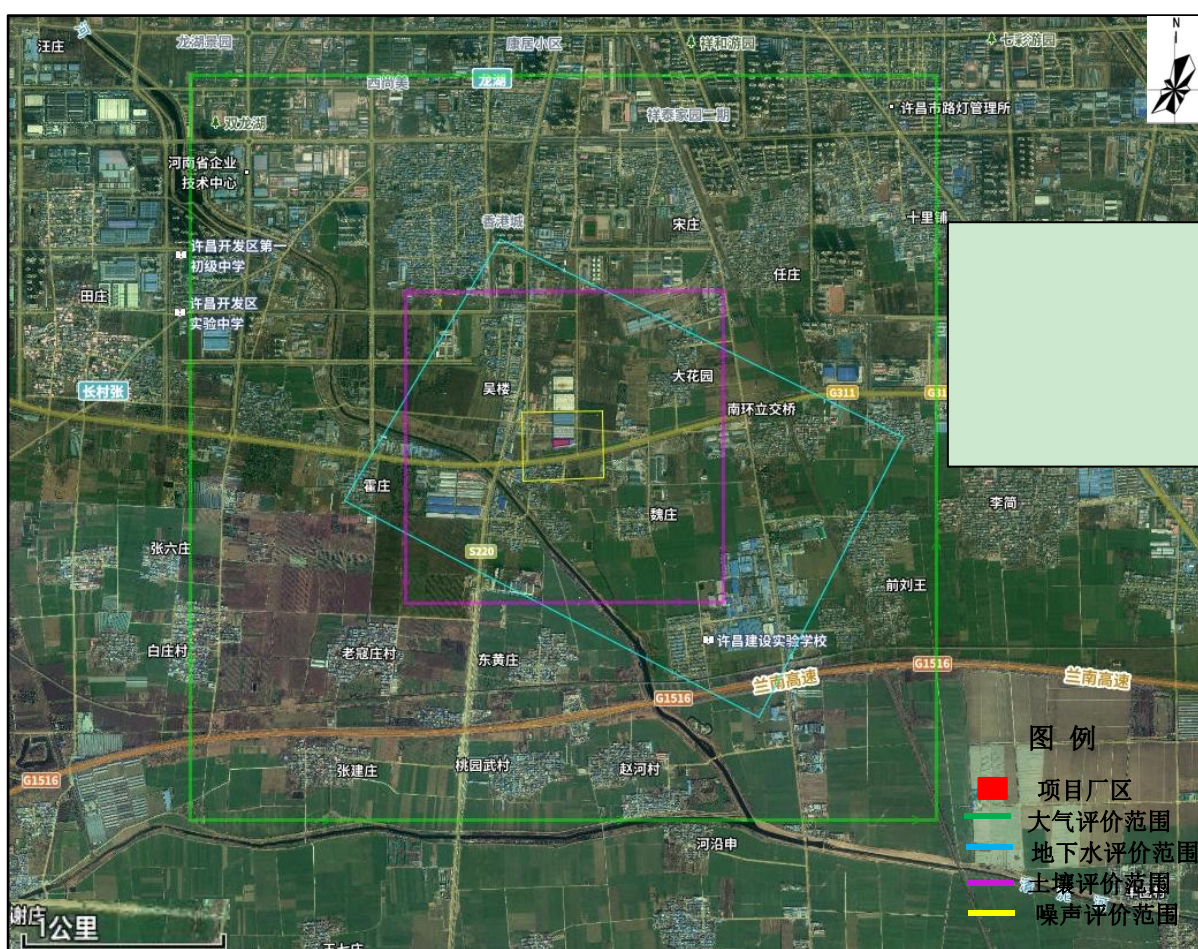 汪庄
龙湖景园
康居小区
祥和游园
七彩游园
N
西尚美
龙湖
祥泰家园二期
许昌市路灯管理所
双龙湖
河南省企业
技术中心
香港城
宋庄
十里铺
许昌开发区第一
初级中学
任庄
田庄
许昌开发区
实验中学
吴楼
大花园
长村张
G311
G31
南环立交桥
霍庄
魏庄
李简
张六庄
S220
前刘王
白庄村
老寇庄村
东黄庄
许昌建设实验学校
G1516
兰南高速
兰南高速
G1516
图 例
G1516
张建庄
桃园武村
赵河村
项目厂区
大气评价范围
河沿申
地下水评价范围
土壤评价范围
谢庄
噪声评价范围
1公里